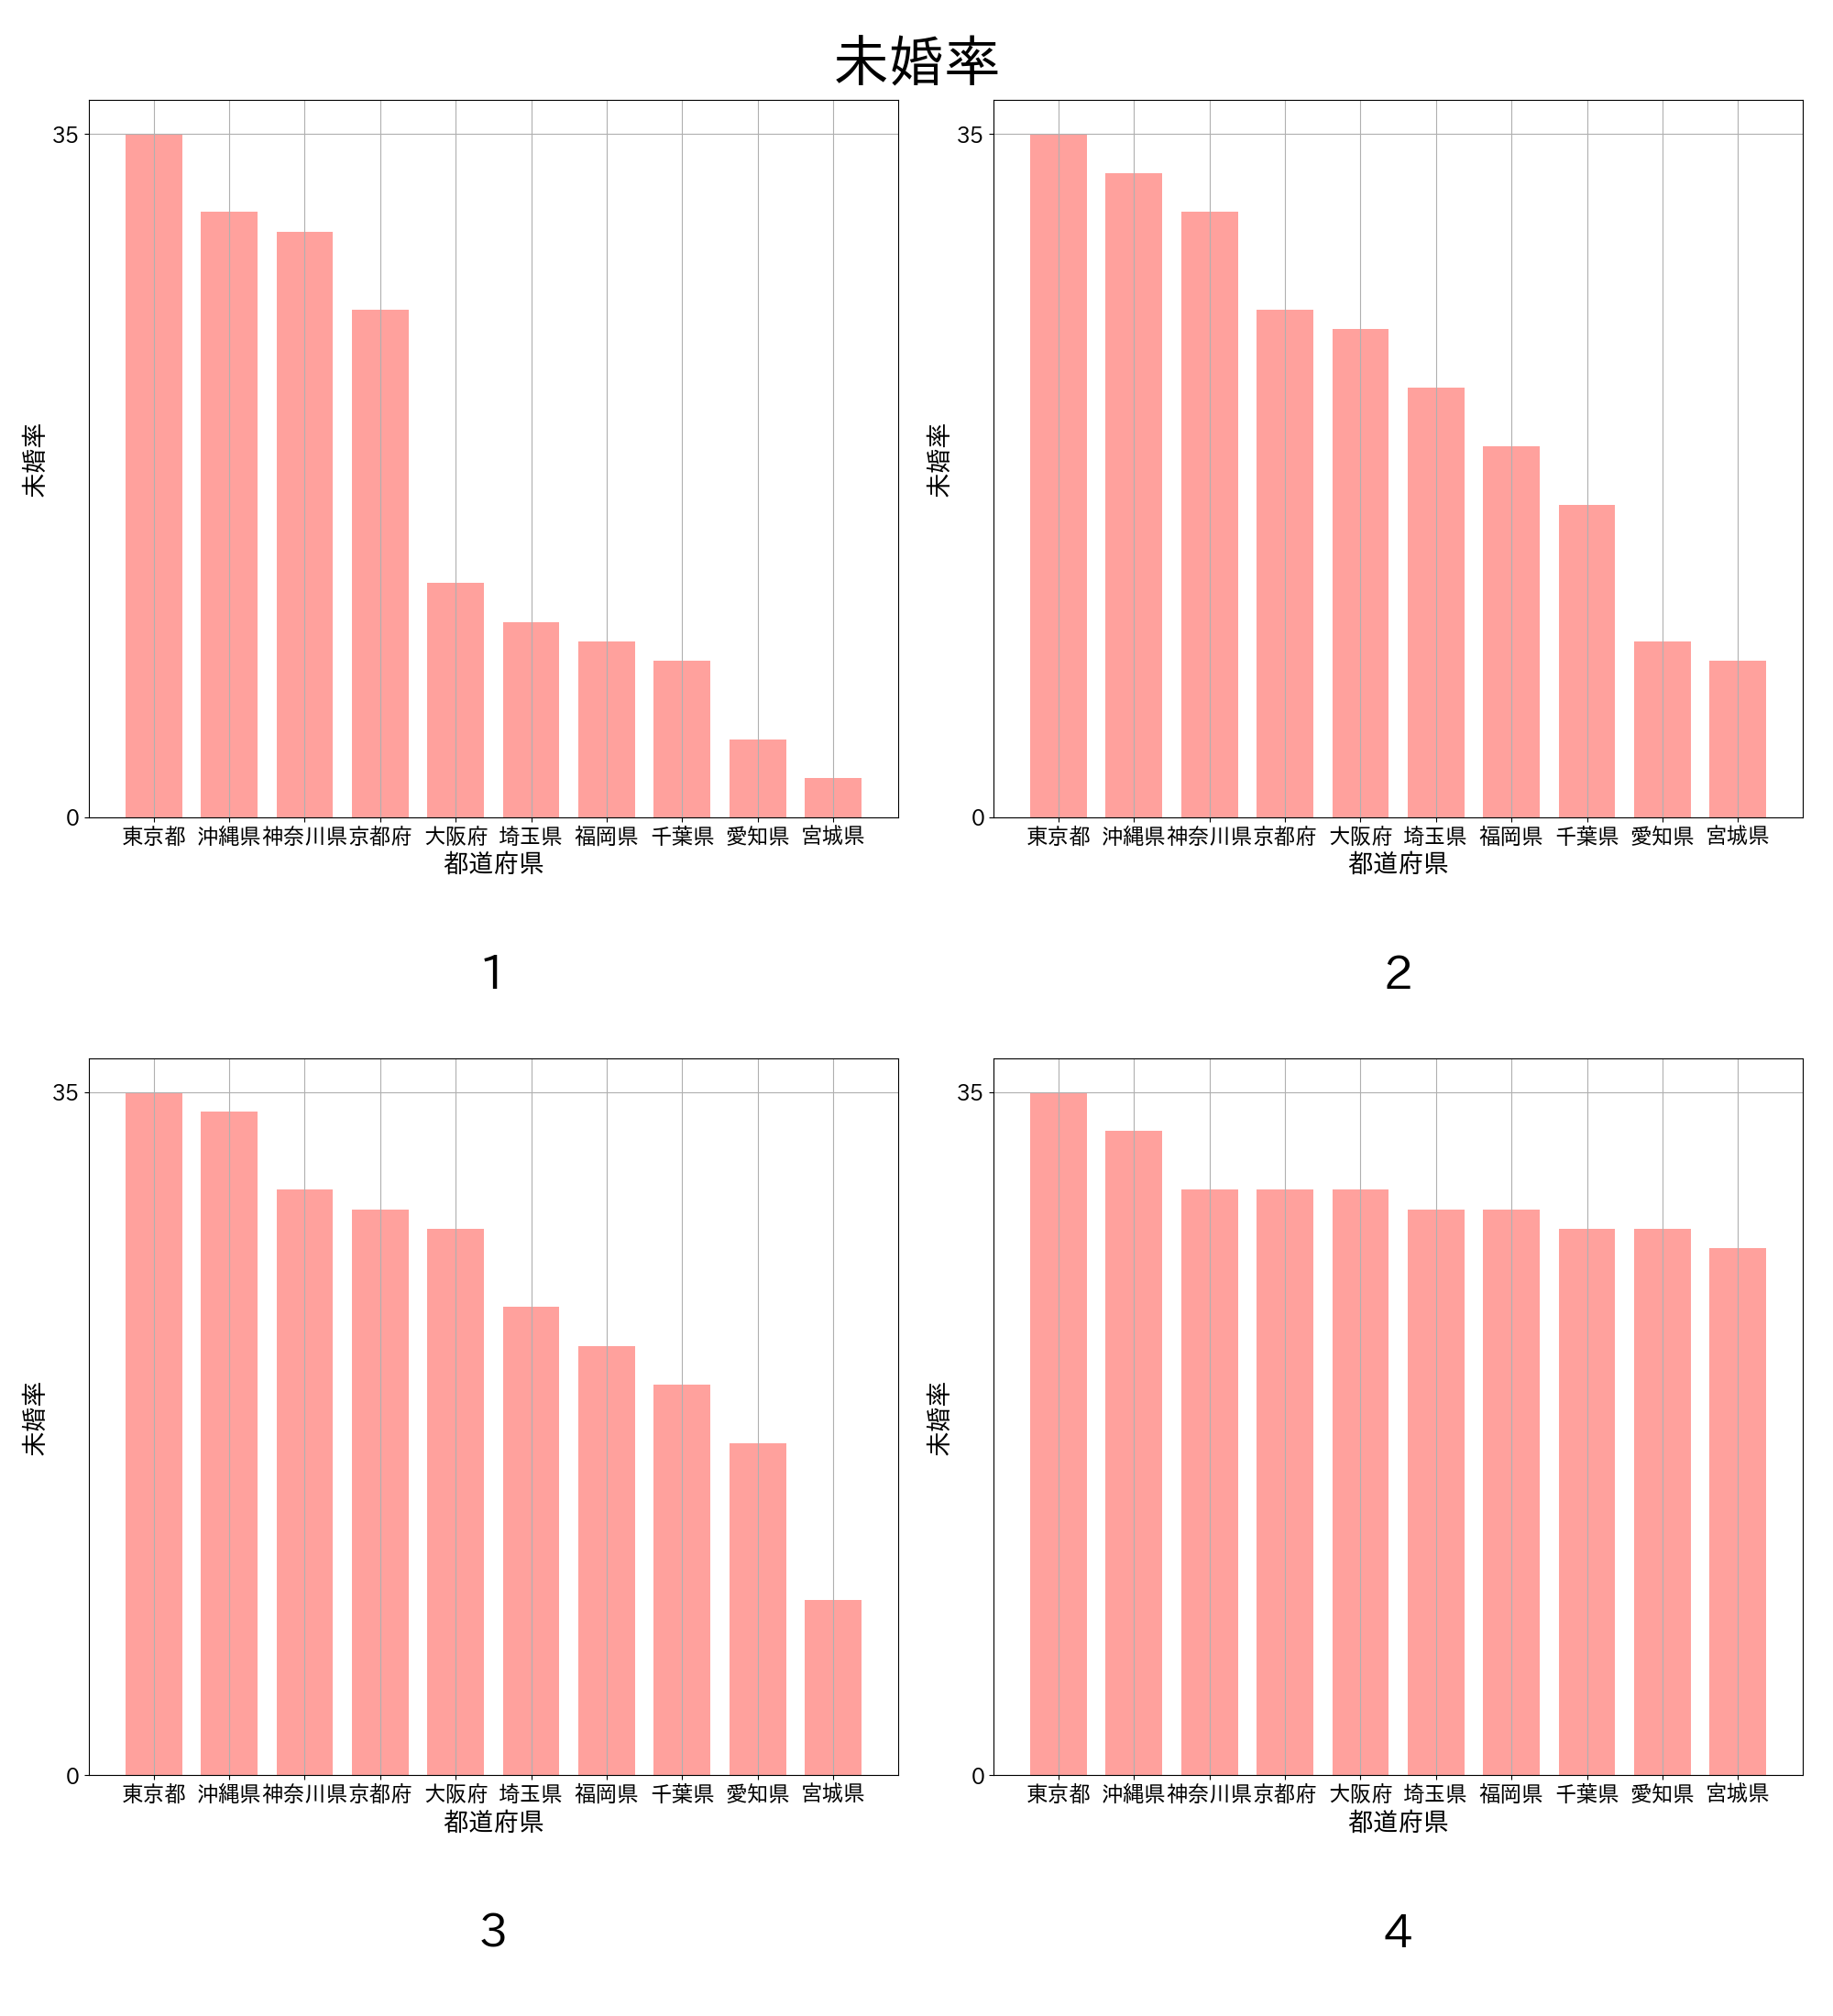 未婚率
35
0
未婚率
東京都 沖縄県 神奈川県 京都府 大阪府 埼玉県 福岡県 千葉県 愛知県 宮城県
都道府県
1
35
0
未婚率
東京都 沖縄県 神奈川県 京都府 大阪府 埼玉県 福岡県 千葉県 愛知県 宮城県
都道府県
2
35
0
未婚率
東京都 沖縄県 神奈川県 京都府 大阪府 埼玉県 福岡県 千葉県 愛知県 宮城県
都道府県
3
35
0
未婚率
東京都 沖縄県 神奈川県 京都府 大阪府 埼玉県 福岡県 千葉県 愛知県 宮城県
都道府県
4